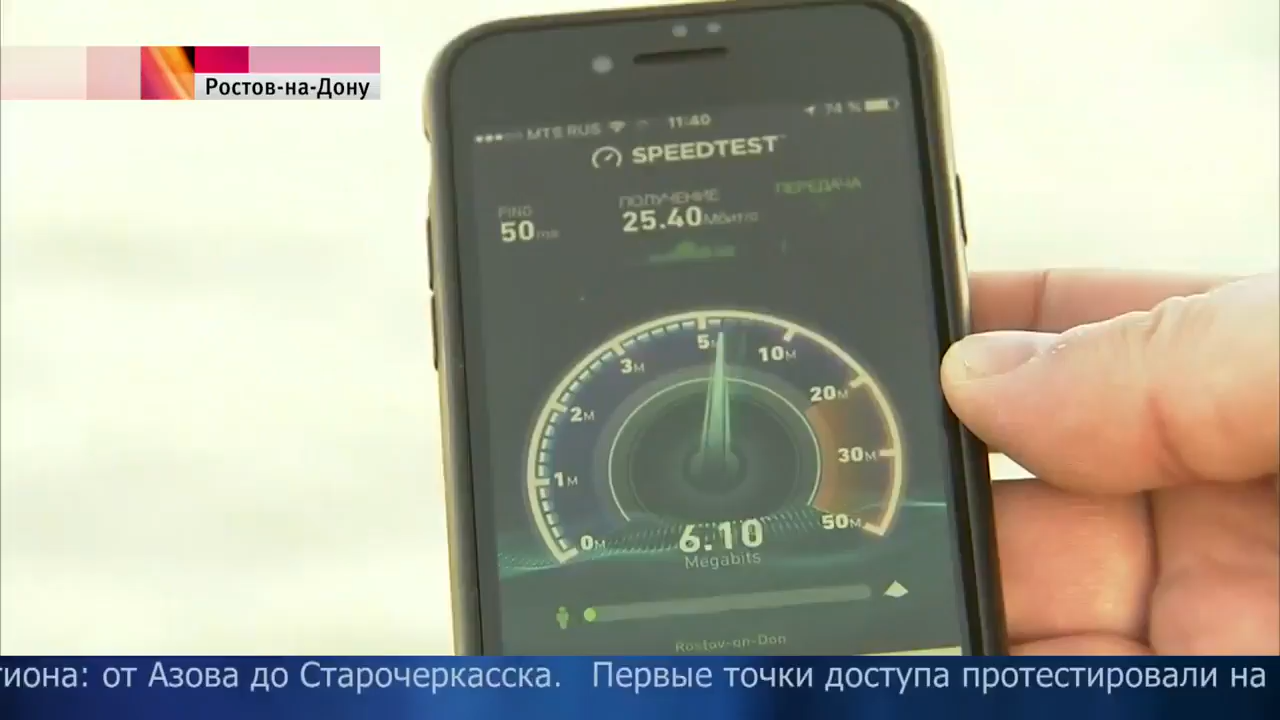 Ростов-на-Дону
MTS RUS 11:40 74 %
SPEEDTEST
PING ПОЛУЧЕНИЕ ПЕРЕДАЧА
50 ms 25.40 Мбит/с
0M 1M 2M 3M 5M 10M 20M 30M 50M
6.10
Megabits
Rostov-on-Don
гиона: от Азова до Старочеркасска. Первые точки доступа протестировали на